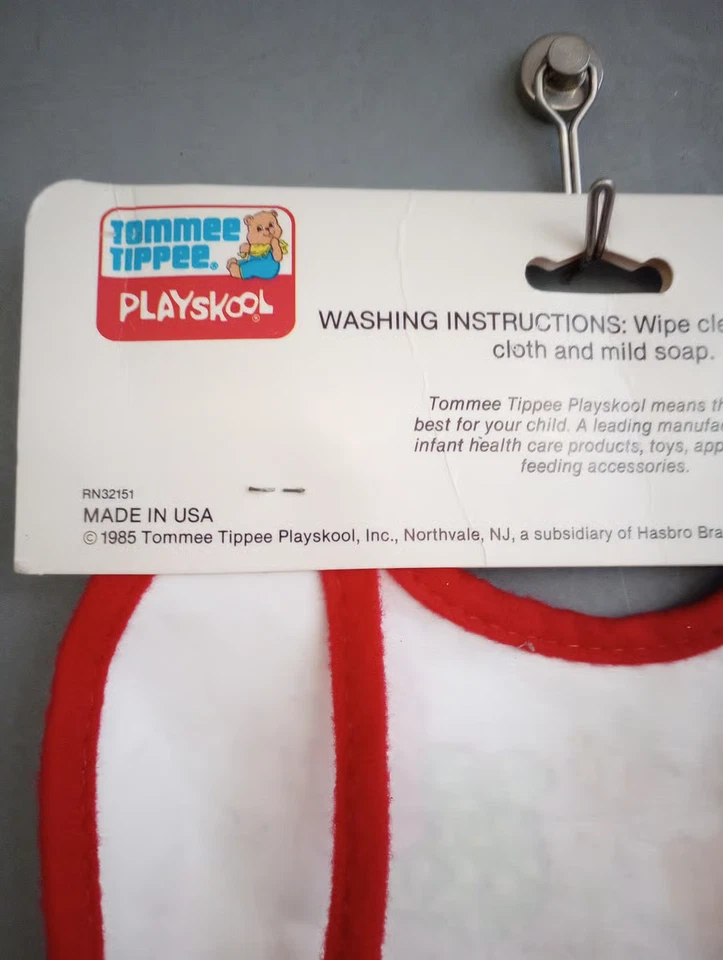 Tommee
Tippee®
PLAYSKOOL®
WASHING INSTRUCTIONS: Wipe
cloth and mild soap.
Tommee Tippee Playskool means
best for your child. A leading
infant health care products, toys,
feeding accessories.
RN32151
MADE IN USA
© 1985 Tommee Tippee Playskool, Inc., Northvale, NJ, a subsidiary of Hasbro